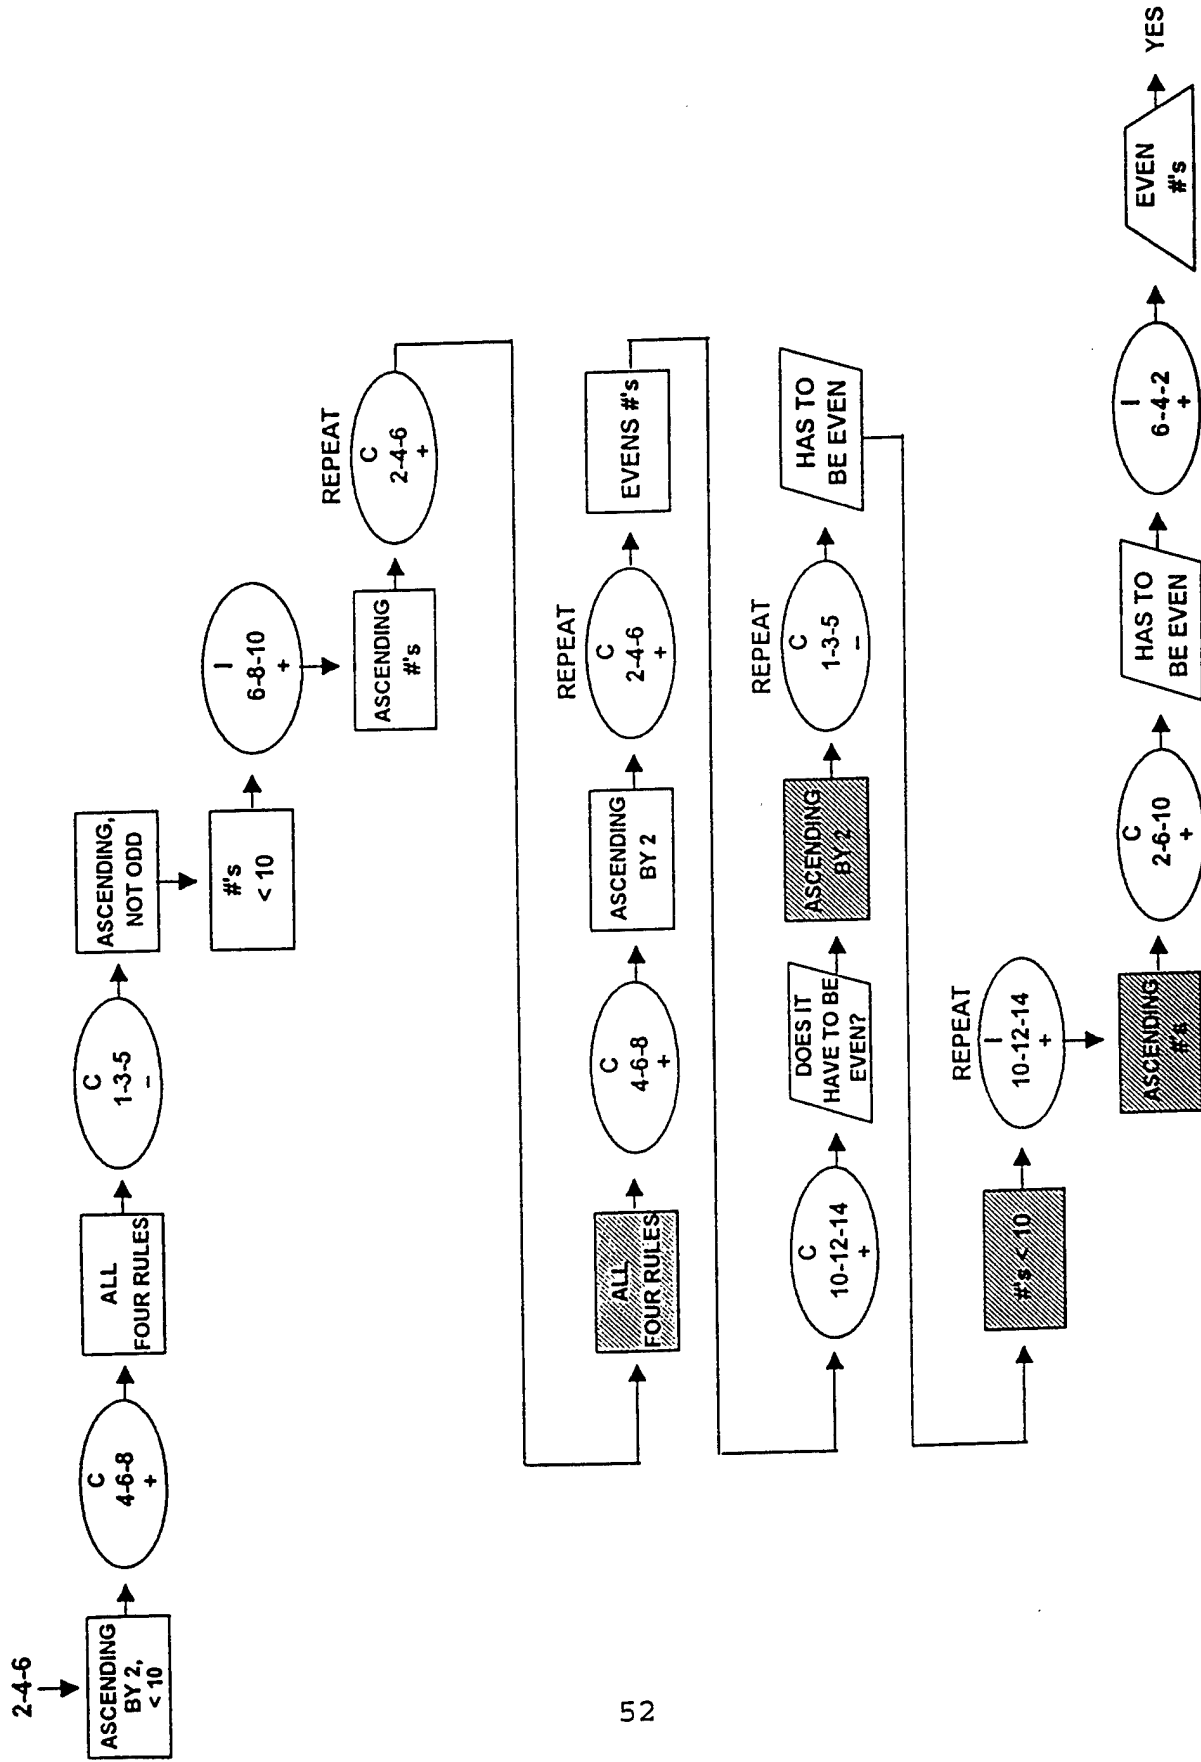 2-4-6
ASCENDING
BY 2,
< 10
C
4-6-8
+
ALL
FOUR RULES
C
1-3-5
–
ASCENDING,
NOT ODD
#'s
< 10
I
6-8-10
+
ASCENDING
#'s
REPEAT
C
2-4-6
+
ALL
FOUR RULES
C
4-6-8
+
ASCENDING
BY 2
REPEAT
C
2-4-6
+
EVENS #'s
C
10-12-14
+
DOES IT
HAVE TO BE
EVEN?
ASCENDING
BY 2
REPEAT
C
1-3-5
–
HAS TO
BE EVEN
#'s < 10
REPEAT
I
10-12-14
+
ASCENDING
#'s
C
2-6-10
+
HAS TO
BE EVEN
I
6-4-2
+
EVEN
#'s
YES
52